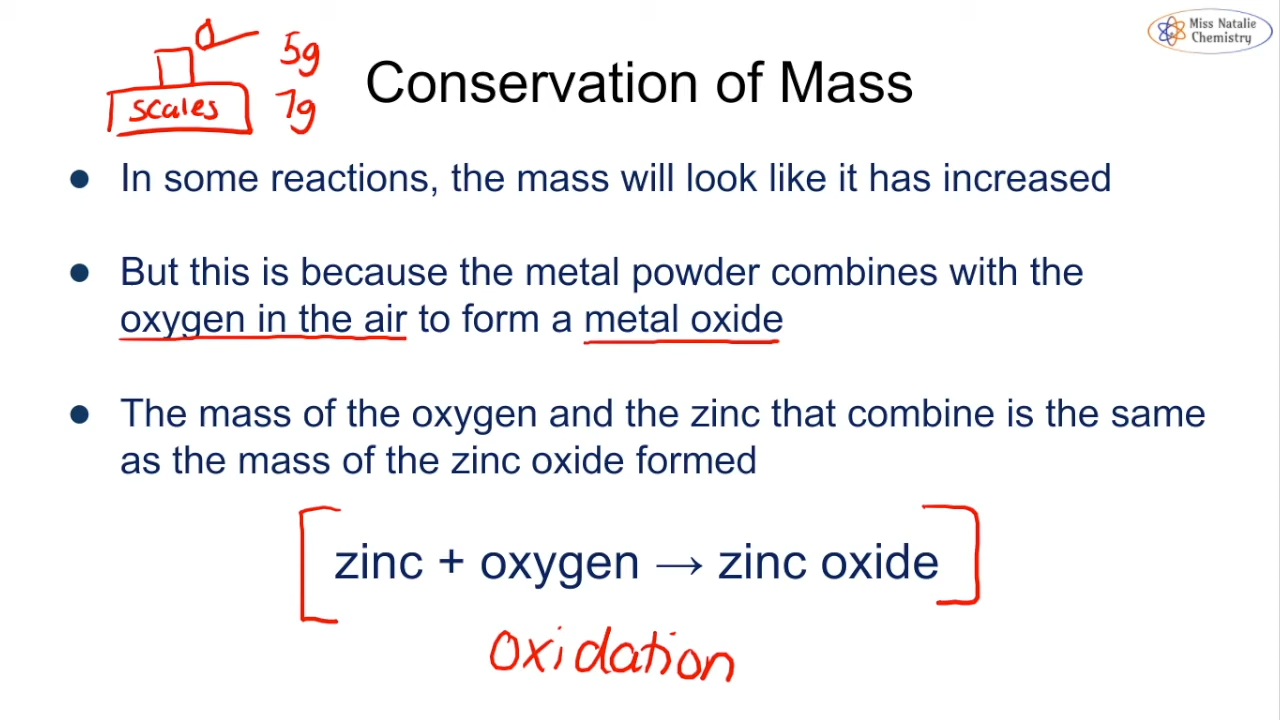 Miss Natalie
Chemistry
5g
Conservation of Mass
scales
7g
● In some reactions, the mass will look like it has increased
● But this is because the metal powder combines with the
oxygen in the air to form a metal oxide
● The mass of the oxygen and the zinc that combine is the same
as the mass of the zinc oxide formed
[zinc + oxygen → zinc oxide]
oxidation